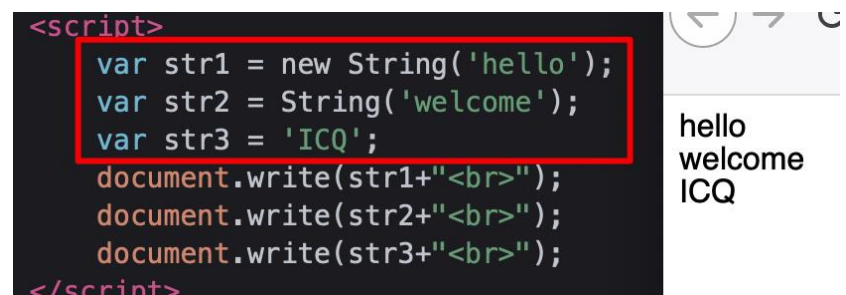 <script>
var str1 = new String('hello');
var str2 = String('welcome');
var str3 = 'ICQ';
document.write(str1+"<br>");
document.write(str2+"<br>");
document.write(str3+"<br>");
</script>
hello
welcome
ICQ